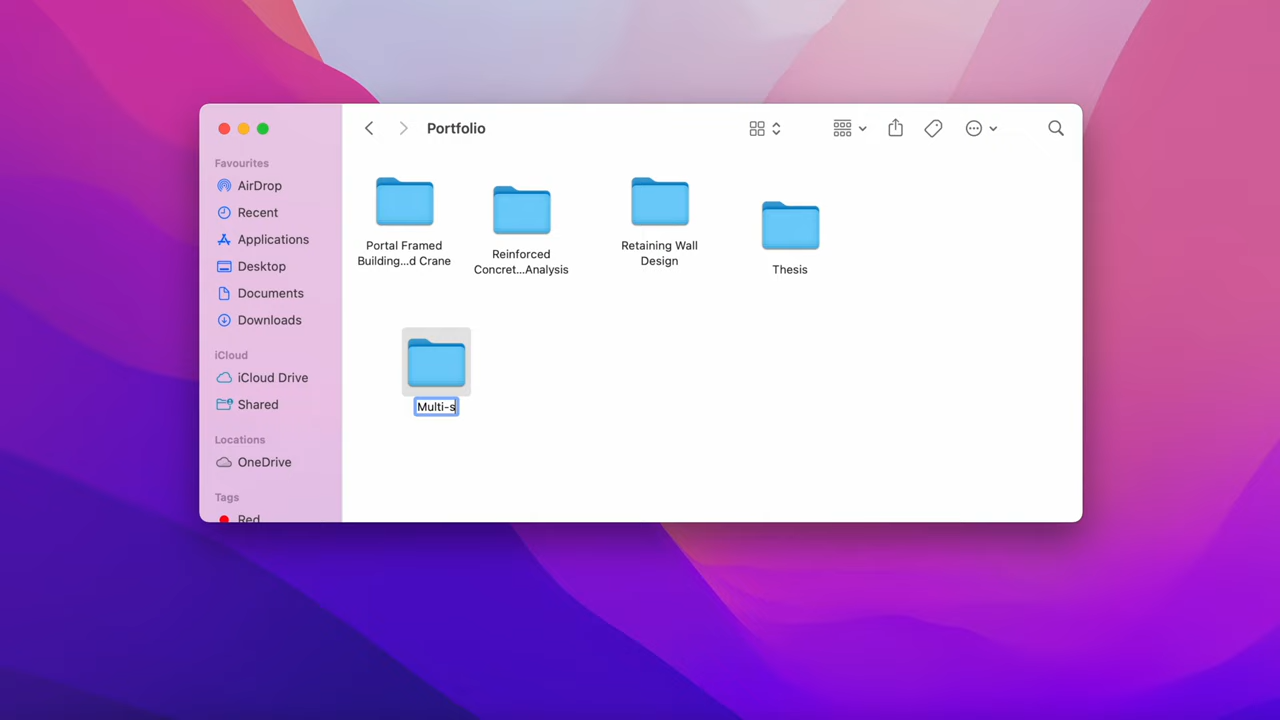 Portfolio
Favourites
AirDrop
Recent
Applications
Desktop
Documents
Downloads
iCloud
iCloud Drive
Shared
Locations
OneDrive
Tags
Red
Portal Framed
Building...d Crane
Reinforced
Concret...Analysis
Retaining Wall
Design
Thesis
Multi-s